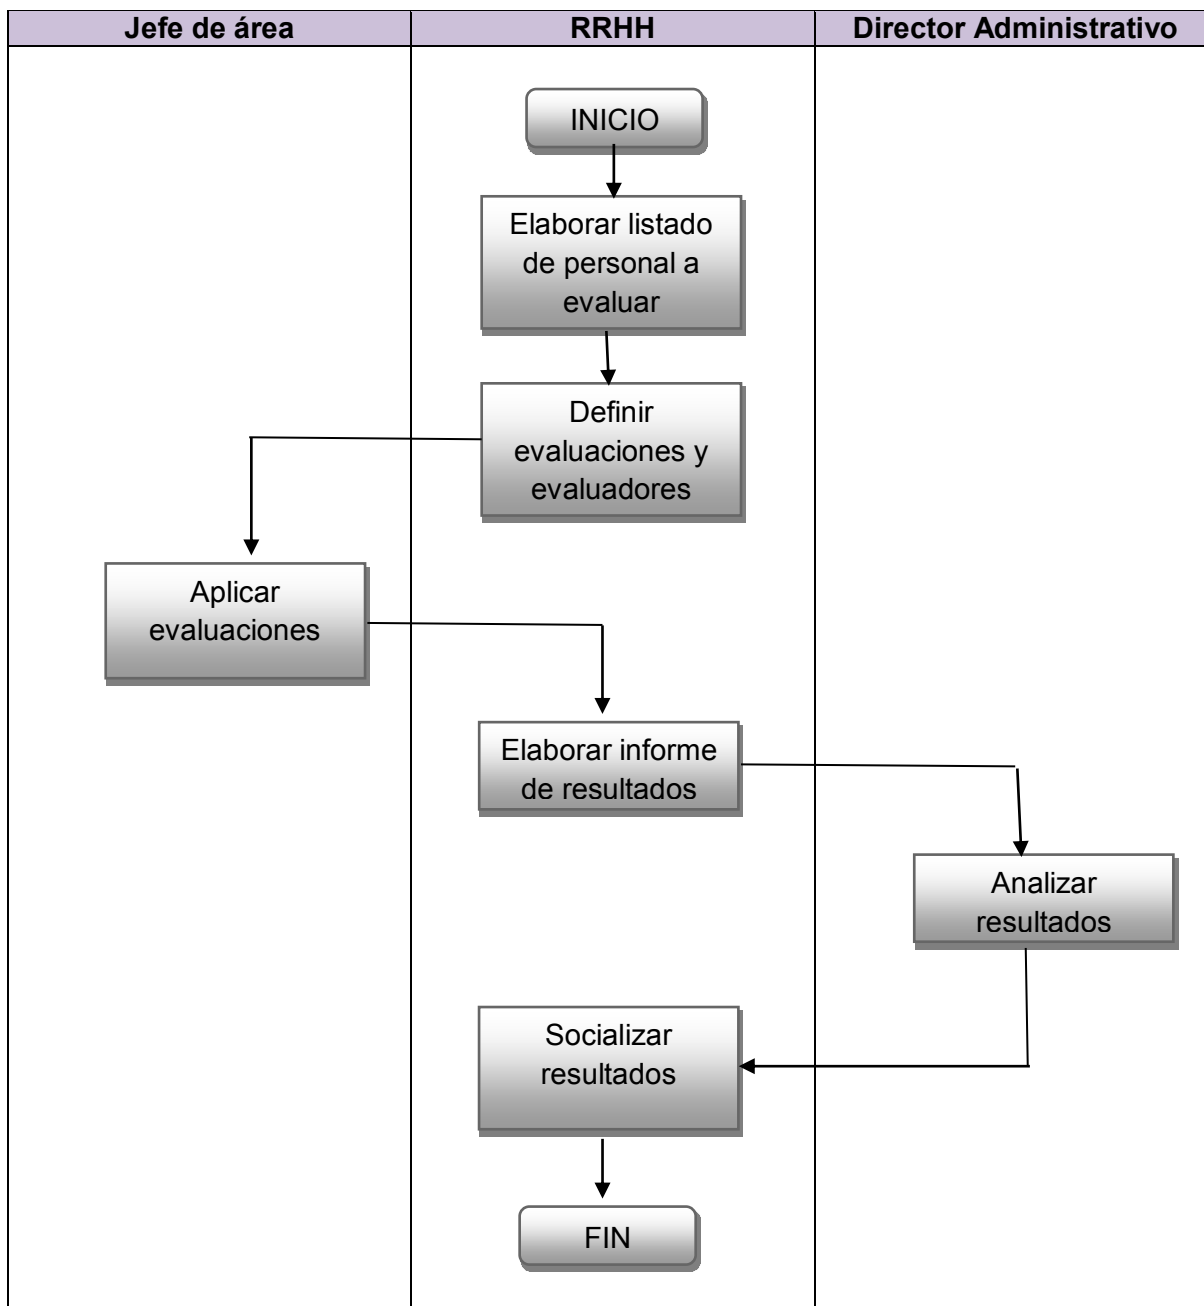 Jefe de área
RRHH
Director Administrativo
INICIO
Elaborar listado
de personal a
evaluar
Definir
evaluaciones y
evaluadores
Aplicar
evaluaciones
Elaborar informe
de resultados
Analizar
resultados
Socializar
resultados
FIN